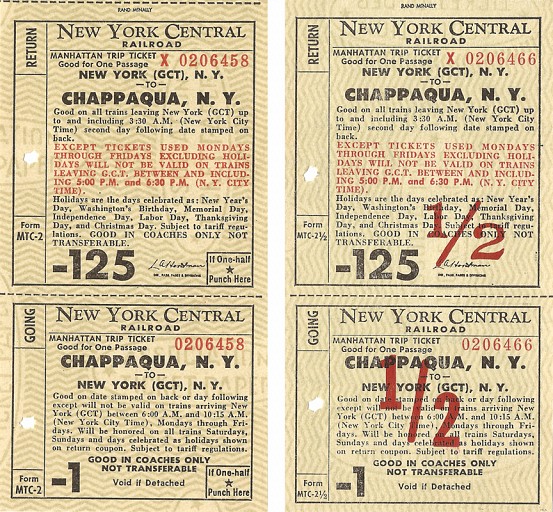 RAND MCNALLY
RETURN
NEW YORK CENTRAL
RAILROAD
MANHATTAN TRIP TICKET
Good for One Passage
X 0206458
NEW YORK (GCT), N. Y.
—TO—
CHAPPAQUA, N. Y.
Good on all trains leaving New York (GCT) up
to and including 3:30 A.M. (New York City
Time) second day following date stamped on
back.
EXCEPT TICKETS USED MONDAYS
THROUGH FRIDAYS EXCLUDING HOLI-
DAYS WILL NOT BE VALID ON TRAINS
LEAVING G.C.T. BETWEEN AND INCLUD-
ING 5:00 P.M. and 6:30 P.M. (N. Y. CITY
TIME).
Holidays are the days celebrated as: New Year's
Day, Washington's Birthday, Memorial Day,
Independence Day, Labor Day, Thanksgiving
Day, and Christmas Day. Subject to tariff regu-
lations. GOOD IN COACHES ONLY NOT
TRANSFERABLE.
Form
MTC-2
-125
If One-half
★
Punch Here
GOING
NEW YORK CENTRAL
RAILROAD
MANHATTAN TRIP TICKET
Good for One Passage
0206458
CHAPPAQUA, N. Y.
—TO—
NEW YORK (GCT), N. Y.
Good on date stamped on back or day following
except will not be valid on trains arriving New
York (GCT) between 6:00 A.M. and 10:15 A.M.
(New York City Time), Mondays through Fri-
days. Will be honored on all trains Saturdays,
Sundays and days celebrated as holidays shown
on return coupon. Subject to tariff regulations.
GOOD IN COACHES ONLY
NOT TRANSFERABLE
Form
MTC-2
-1
Void if Detached
If One-half
★
Punch Here
RAND MCNALLY
RETURN
NEW YORK CENTRAL
RAILROAD
MANHATTAN TRIP TICKET
Good for One Passage
X 0206466
NEW YORK (GCT), N. Y.
—TO—
CHAPPAQUA, N. Y.
Good on all trains leaving New York (GCT) up
to and including 3:30 A.M. (New York City
Time) second day following date stamped on
back.
EXCEPT TICKETS USED MONDAYS
THROUGH FRIDAYS EXCLUDING HOLI-
DAYS WILL NOT BE VALID ON TRAINS
LEAVING G.C.T. BETWEEN AND INCLUD-
ING 5:00 P.M. and 6:30 P.M. (N. Y. CITY
TIME).
Holidays are the days celebrated as: New Year's
Day, Washington's Birthday, Memorial Day,
Independence Day, Labor Day, Thanksgiving
Day, and Christmas Day. Subject to tariff regu-
lations. GOOD IN COACHES ONLY NOT
TRANSFERABLE.
1/2
Form
MTC-2½
-125
GOING
NEW YORK CENTRAL
RAILROAD
MANHATTAN TRIP TICKET
Good for One Passage
0206466
CHAPPAQUA, N. Y.
—TO—
NEW YORK (GCT), N. Y.
Good on date stamped on back or day following
except will not be valid on trains arriving New
York (GCT) between 6:00 A.M. and 10:15 A.M.
(New York City Time), Mondays through Fri-
days. Will be honored on all trains Saturdays,
Sundays and days celebrated as holidays shown
on return coupon. Subject to tariff regulations.
1/2
GOOD IN COACHES ONLY
NOT TRANSFERABLE
Form
MTC-2½
-1
Void if Detached